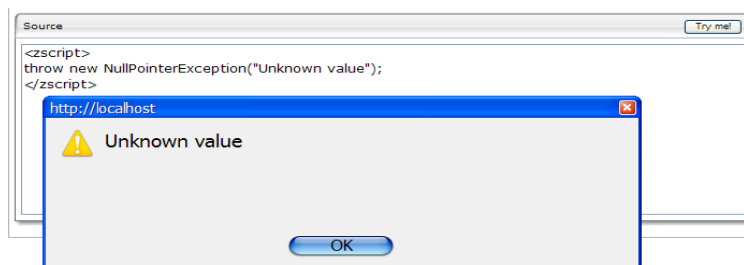 Source Try me!
<zscript>
throw new NullPointerException("Unknown value");
</zscript>
http://localhost
Unknown value
OK